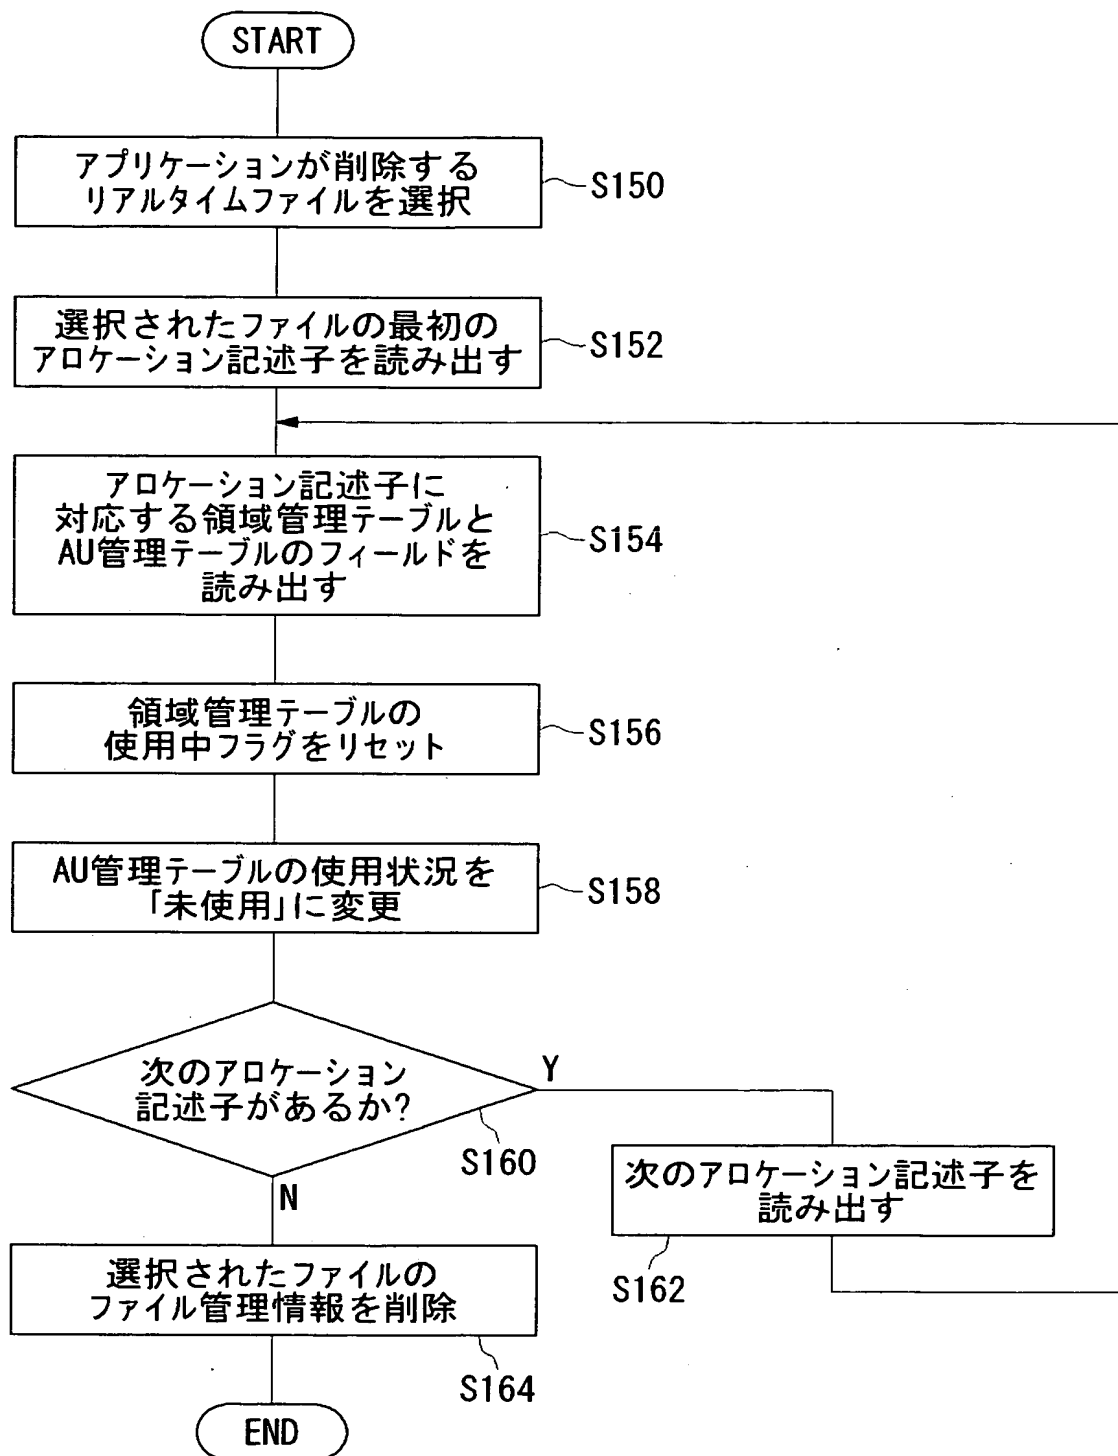 START
アプリケーションが削除する
リアルタイムファイルを選択
S150
選択されたファイルの最初の
アロケーション記述子を読み出す
S152
アロケーション記述子に
対応する領域管理テーブルと
AU管理テーブルのフィールドを
読み出す
S154
領域管理テーブルの
使用中フラグをリセット
S156
AU管理テーブルの使用状況を
「未使用」に変更
S158
次のアロケーション
記述子があるか?
Y
S160
N
次のアロケーション記述子を
読み出す
S162
選択されたファイルの
ファイル管理情報を削除
S164
END